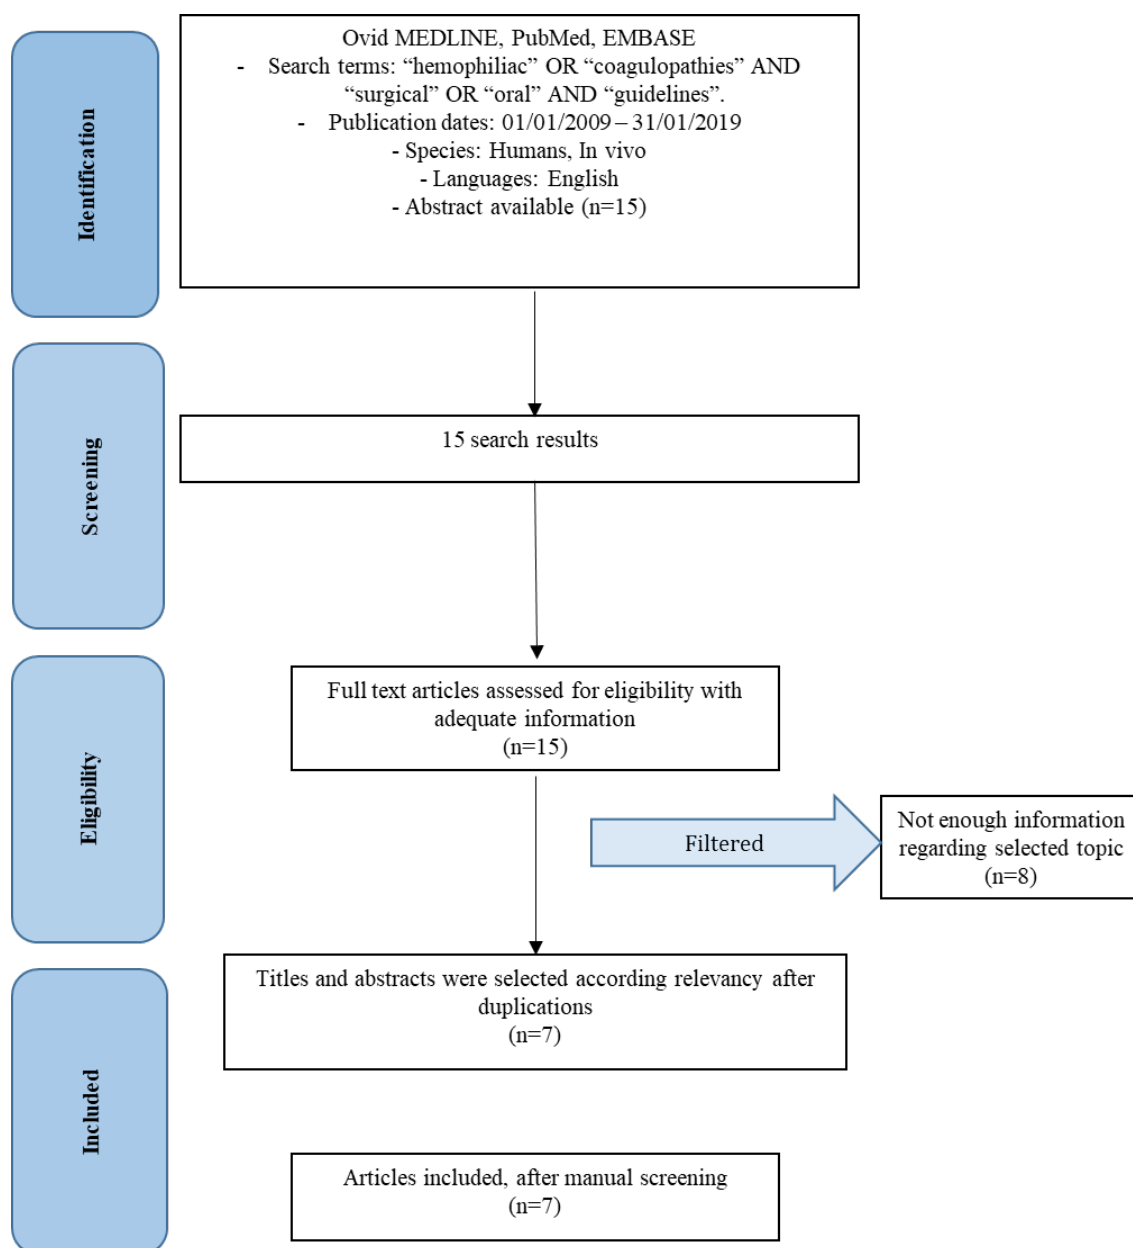 Identification
Ovid MEDLINE, PubMed, EMBASE
- Search terms: “hemophiliac” OR “coagulopathies” AND
“surgical” OR “oral” AND “guidelines”.
- Publication dates: 01/01/2009 – 31/01/2019
- Species: Humans, In vivo
- Languages: English
- Abstract available (n=15)
Screening
15 search results
Eligibility
Full text articles assessed for eligibility with
adequate information
(n=15)
Filtered
Not enough information
regarding selected topic
(n=8)
Included
Titles and abstracts were selected according relevancy after
duplications
(n=7)
Articles included, after manual screening
(n=7)